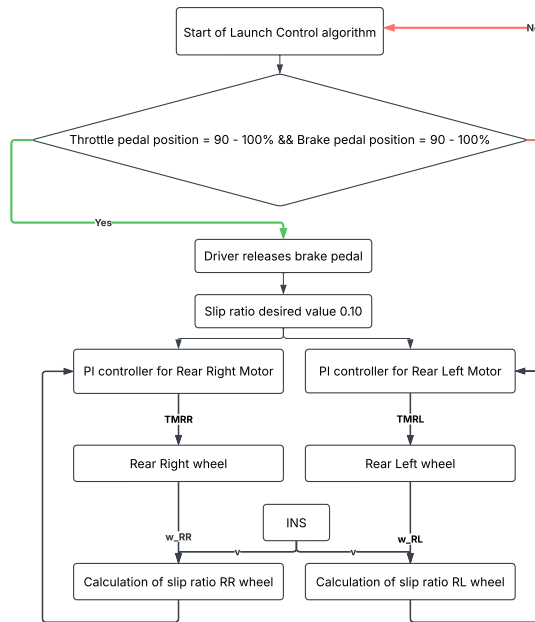 Start of Launch Control algorithm
Throttle pedal position = 90 - 100% && Brake pedal position = 90 - 100%
Yes
Driver releases brake pedal
Slip ratio desired value 0.10
PI controller for Rear Right Motor
PI controller for Rear Left Motor
TMRR
TMRL
Rear Right wheel
Rear Left wheel
INS
w_RR
w_RL
v
v
Calculation of slip ratio RR wheel
Calculation of slip ratio RL wheel